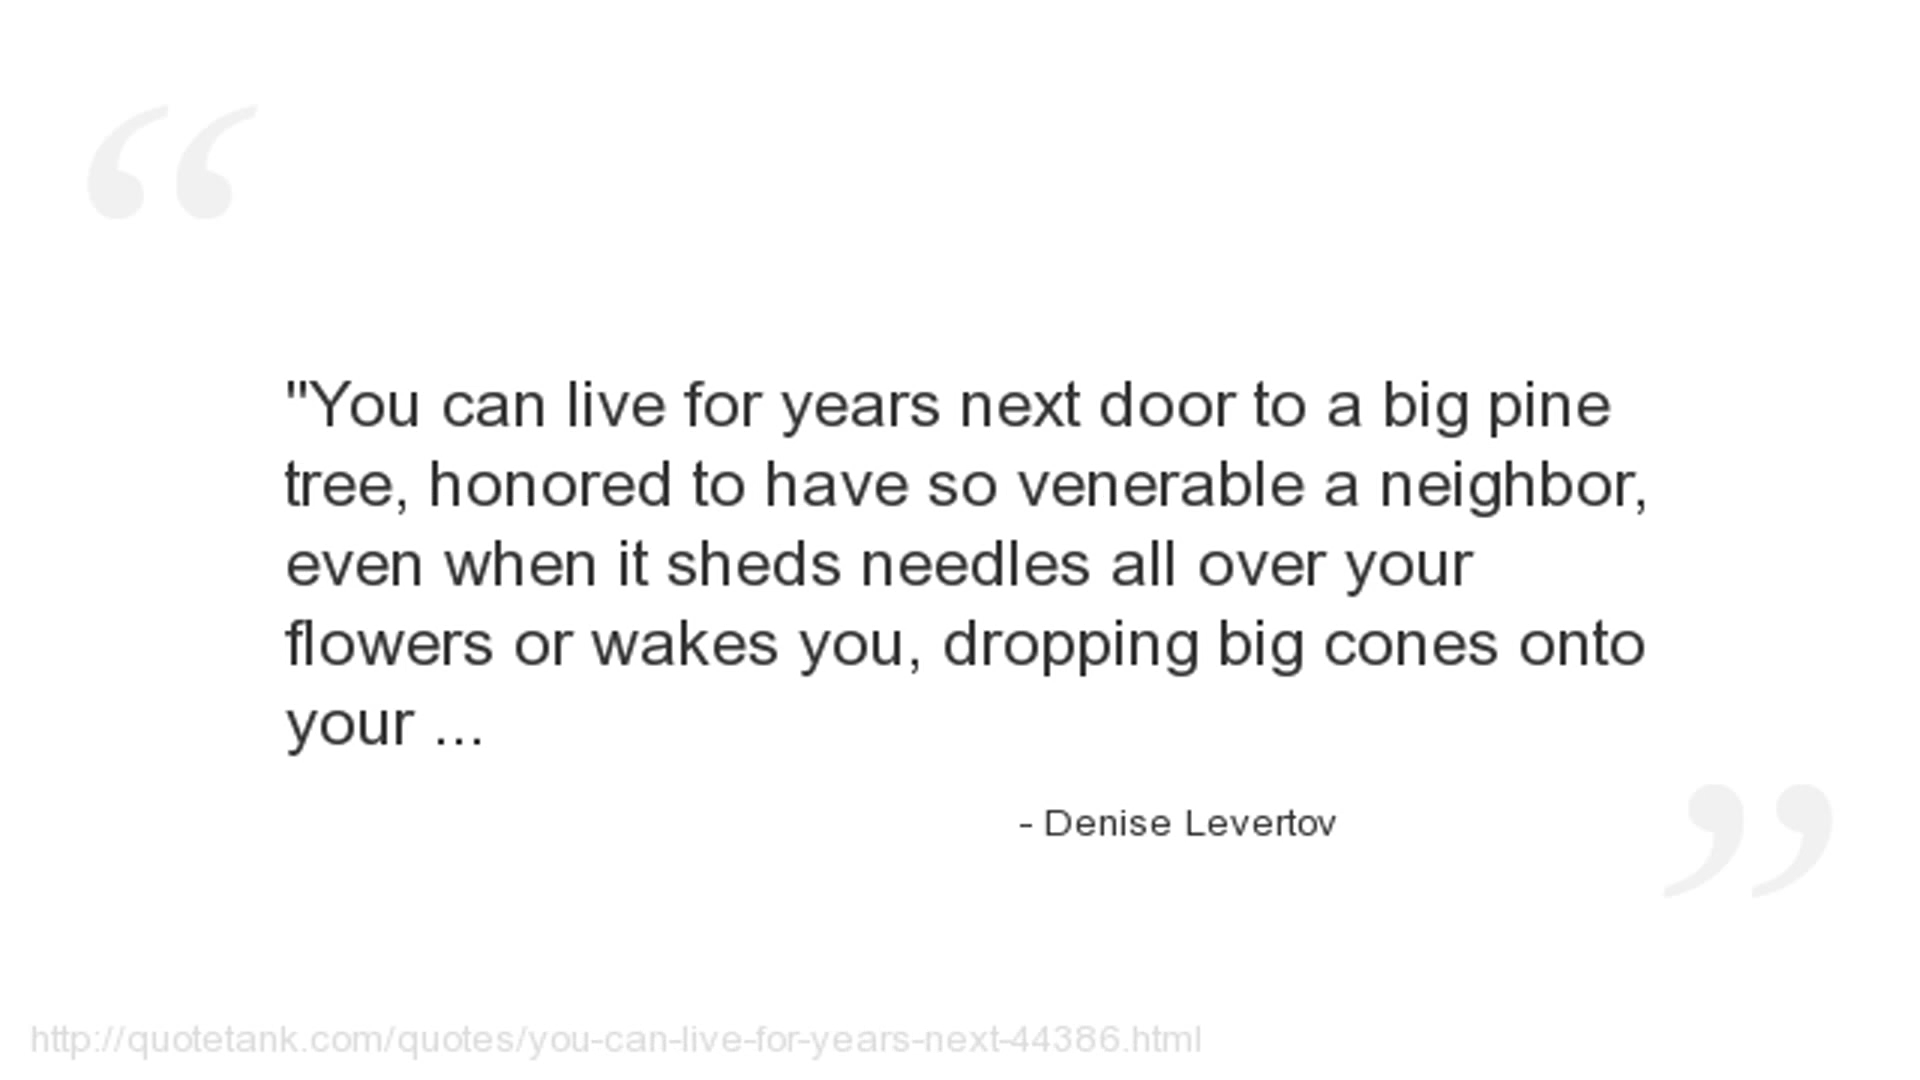 "You can live for years next door to a big pine
tree, honored to have so venerable a neighbor,
even when it sheds needles all over your
flowers or wakes you, dropping big cones onto
your ...
- Denise Levertov
http://quotetank.com/quotes/you-can-live-for-years-next-44386.html